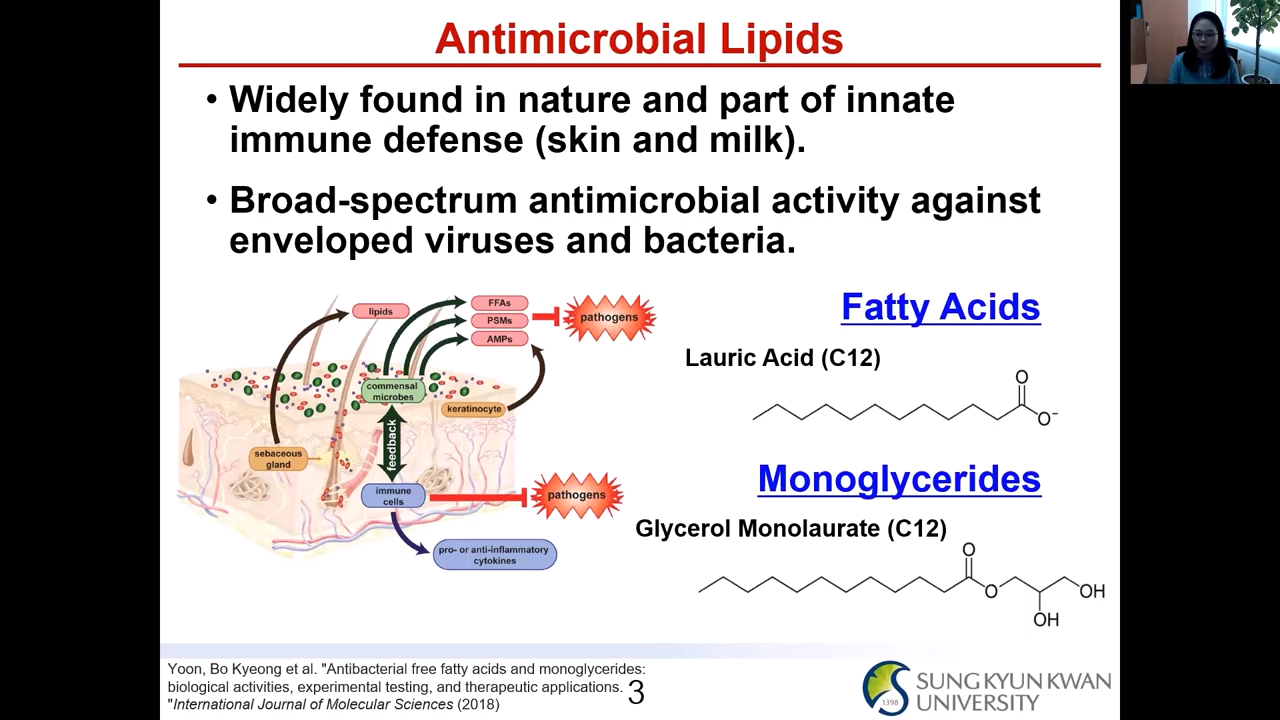 Antimicrobial Lipids
• Widely found in nature and part of innate
immune defense (skin and milk).
• Broad-spectrum antimicrobial activity against
enveloped viruses and bacteria.
lipids
FFAs
PSMs
AMPs
pathogens
commensal
microbes
keratinocyte
feedback
sebaceous
gland
immune
cells
pathogens
pro- or anti-inflammatory
cytokines
Fatty Acids
Lauric Acid (C12)
O
O⁻
Monoglycerides
Glycerol Monolaurate (C12)
O
O
OH
OH
Yoon, Bo Kyeong et al. "Antibacterial free fatty acids and monoglycerides:
biological activities, experimental testing, and therapeutic applications.
"International Journal of Molecular Sciences (2018)
3
1398
SUNG KYUN KWAN
UNIVERSITY